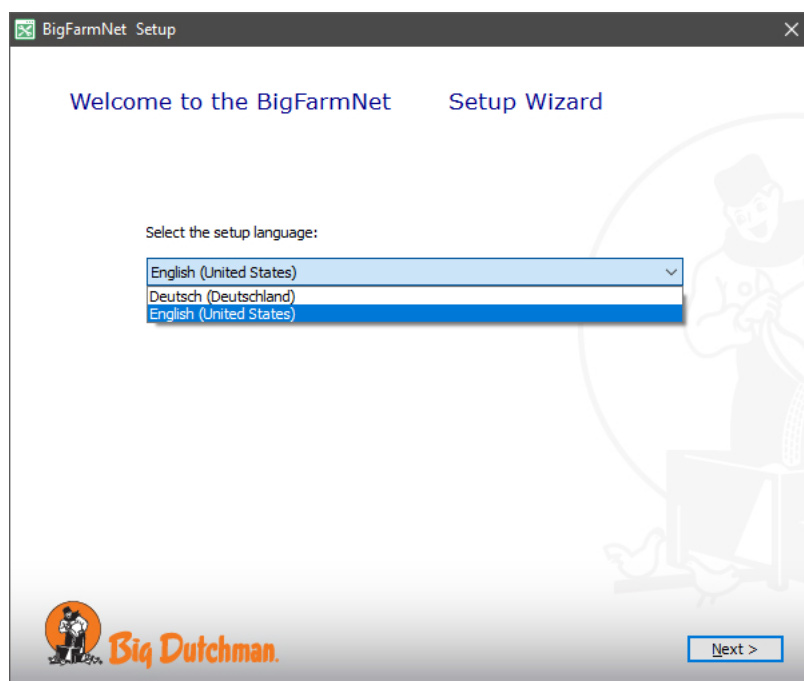 BigFarmNet Setup
Welcome to the BigFarmNet Setup Wizard
Select the setup language:
English (United States)
Deutsch (Deutschland)
English (United States)
Big Dutchman.
Next >